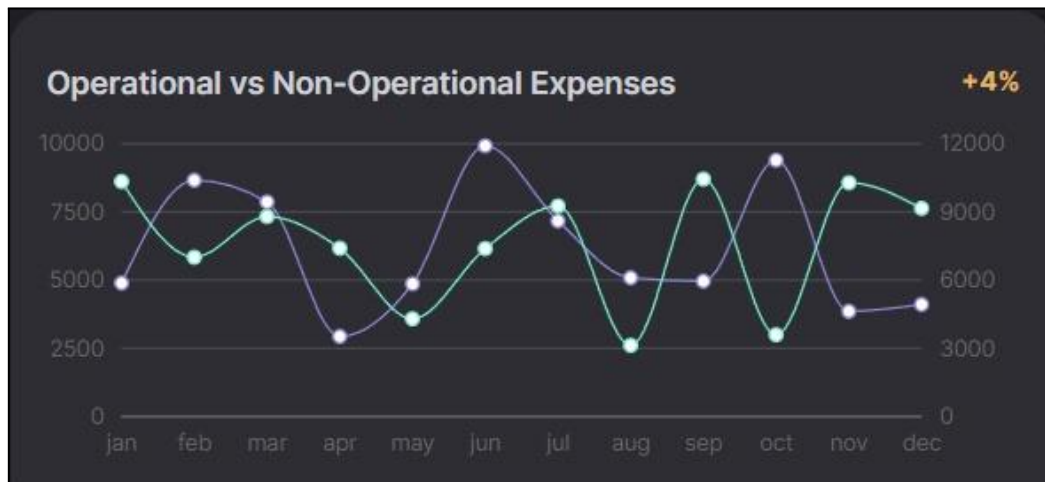 Operational vs Non-Operational Expenses +4%
10000 12000
7500 9000
5000 6000
2500 3000
0 0
jan feb mar apr may jun jul aug sep oct nov dec